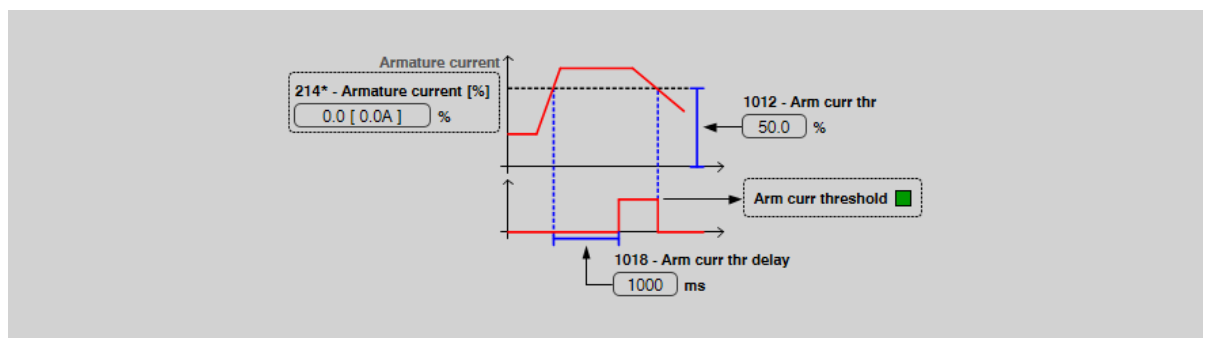 Armature current
214* - Armature current [%]
0.0 [ 0.0A ] %
1012 - Arm curr thr
50.0 %
Arm curr threshold
1018 - Arm curr thr delay
1000 ms